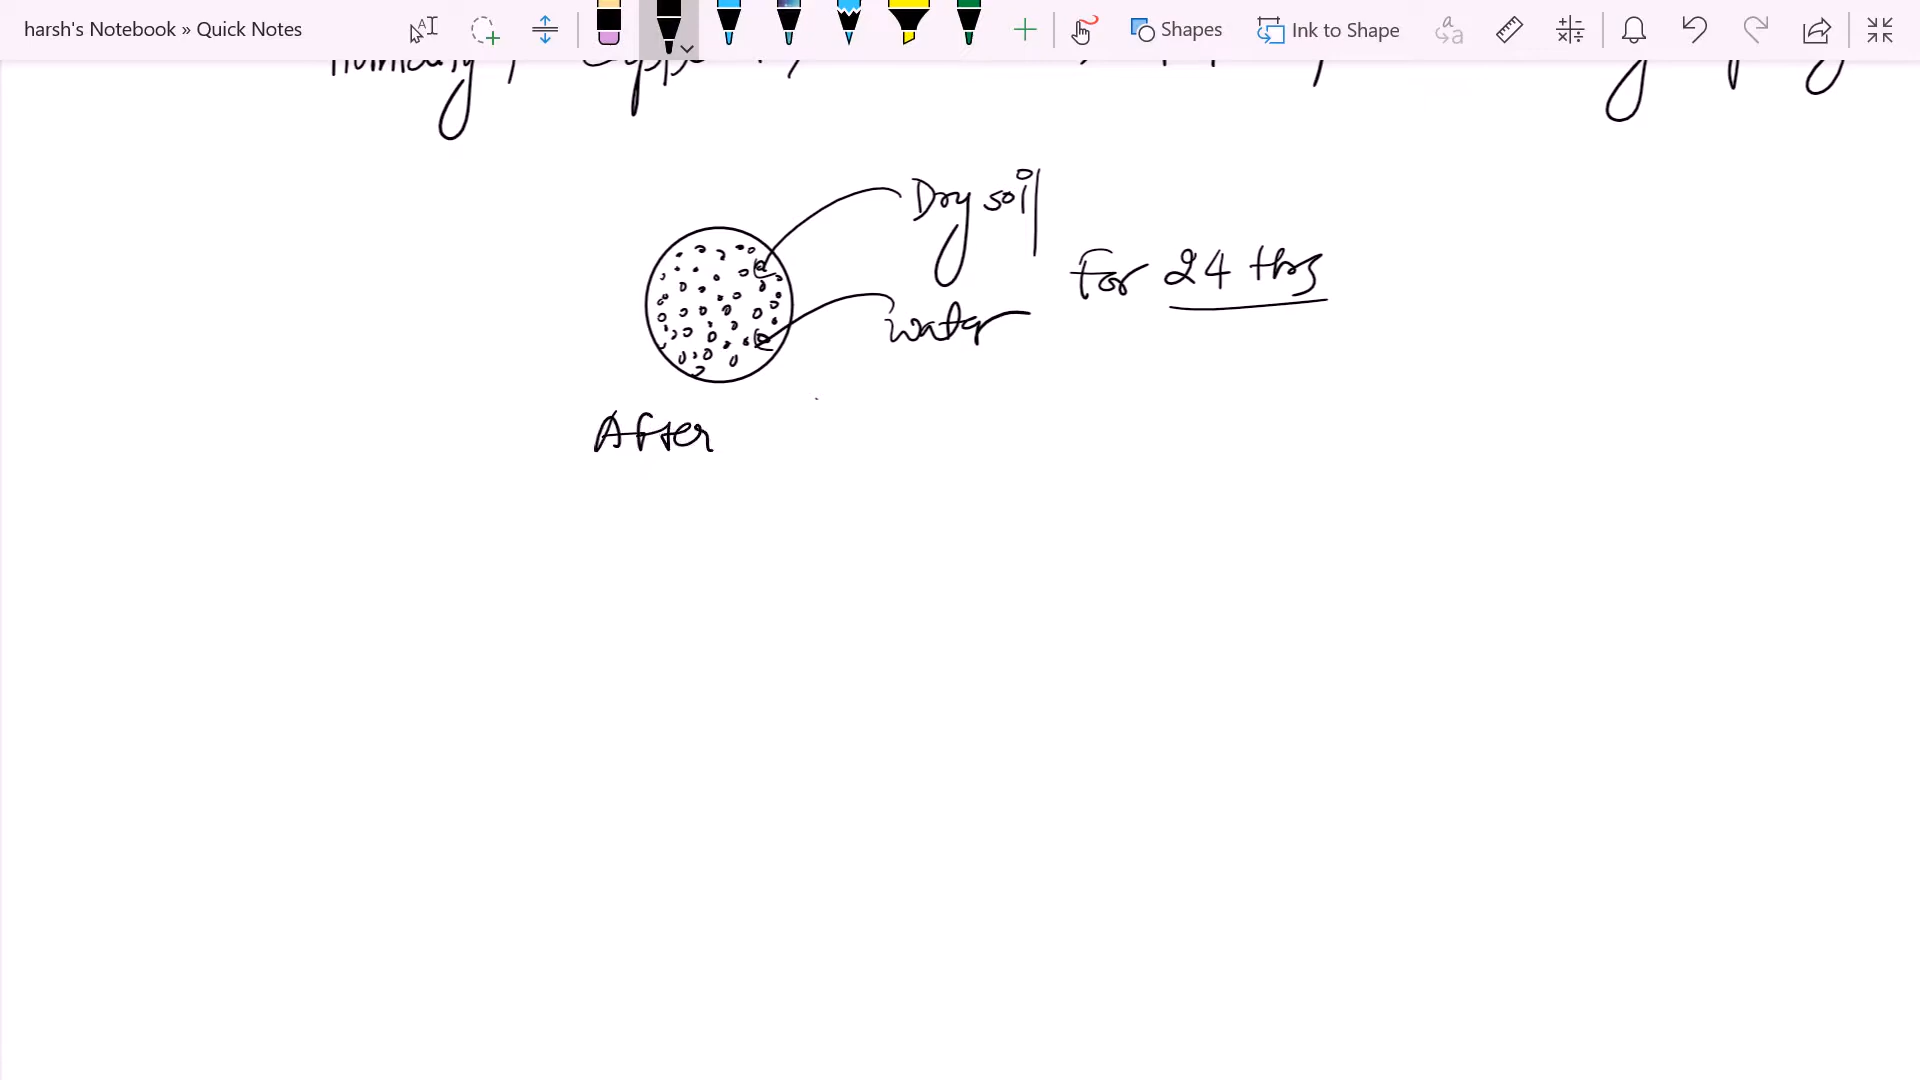 harsh's Notebook » Quick Notes Shapes Ink to Shape
Dry soil
For 24 Hrs
water
After